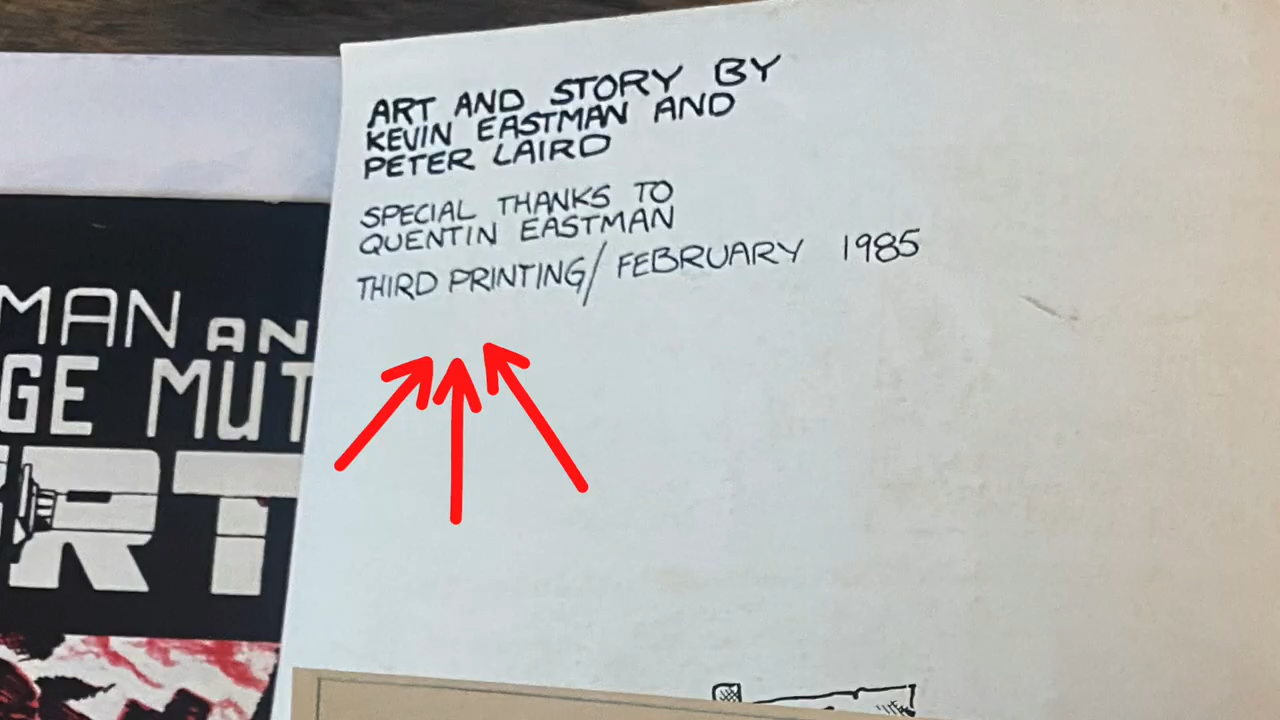 ART AND STORY BY
KEVIN EASTMAN AND
PETER LAIRD
SPECIAL THANKS TO
QUENTIN EASTMAN
THIRD PRINTING/ FEBRUARY 1985
MAN AN
GE MUT
RT